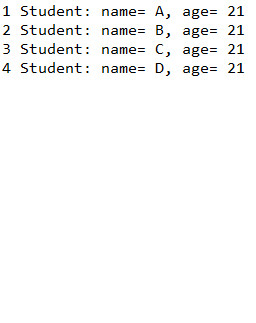 1 Student: name= A, age= 21
2 Student: name= B, age= 21
3 Student: name= C, age= 21
4 Student: name= D, age= 21